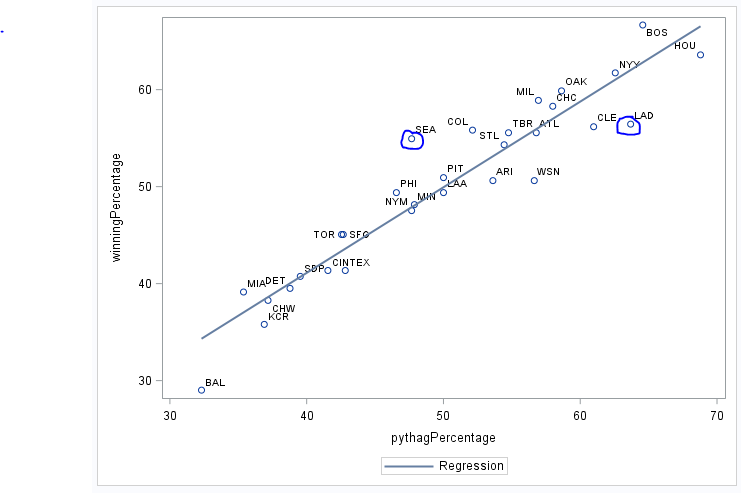 BOS
HOU
NYY
60
OAK
MIL
CHC
SEA
COL
STL
TBR
ATL
CLE
LAD
winningPercentage
50
PIT
PHI
LAA
ARI
WSN
NYM
MIN
TOR
SFG
40
MIA
DET
SDP
CIN
TEX
CHW
KCR
30
BAL
30 40 50 60 70
pythagPercentage
Regression